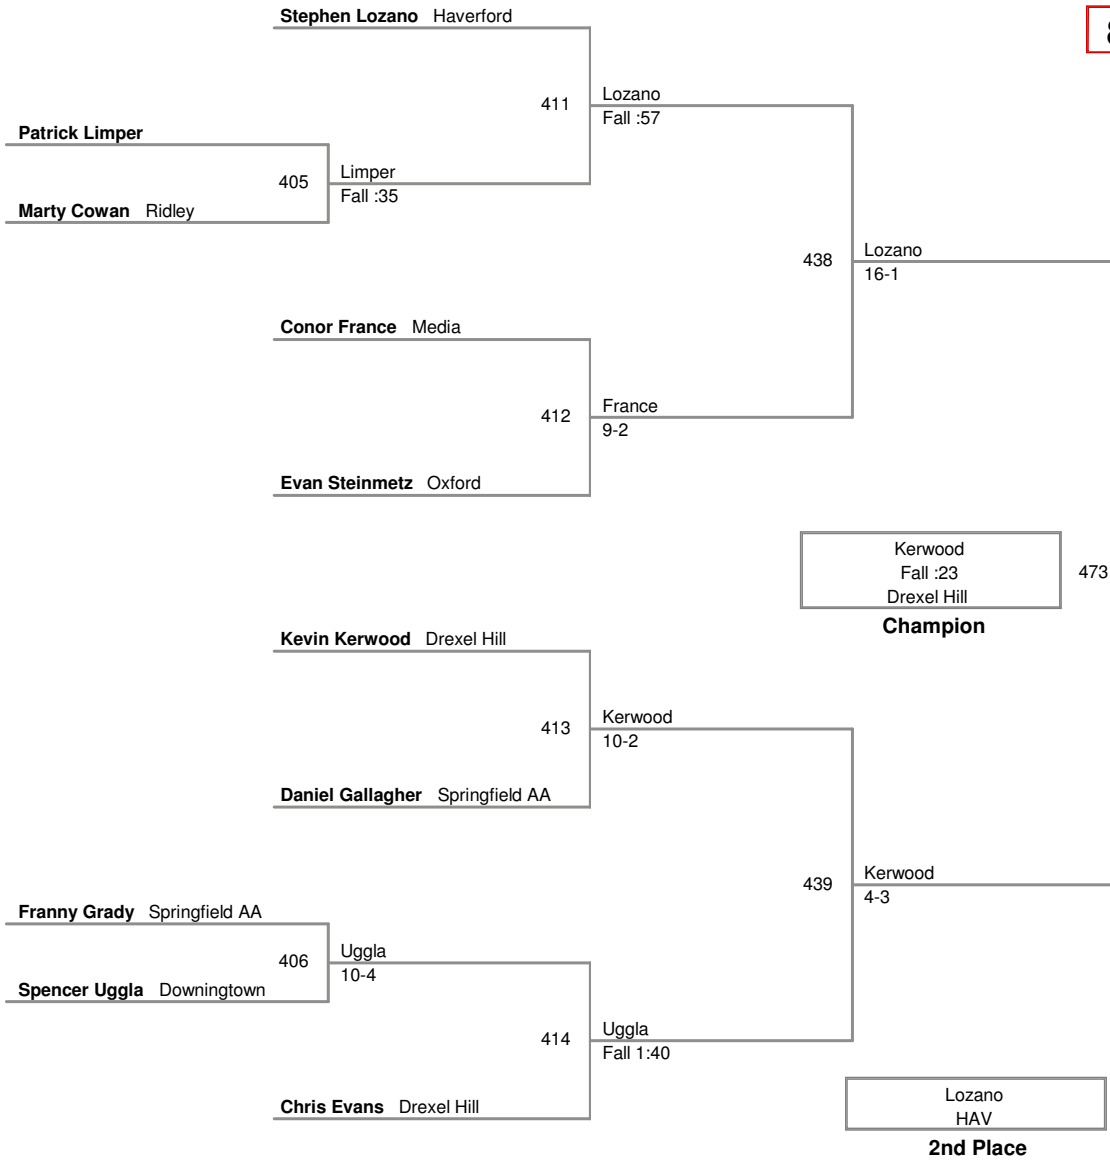 Stephen Lozano Haverford
411
Lozano
Fall :57
Patrick Limper
405
Limper
Fall :35
Marty Cowan Ridley
438
Lozano
16-1
Conor France Media
412
France
9-2
Evan Steinmetz Oxford
Kerwood
Fall :23
Drexel Hill
473
Champion
Kevin Kerwood Drexel Hill
413
Kerwood
10-2
Daniel Gallagher Springfield AA
439
Kerwood
4-3
Franny Grady Springfield AA
406
Uggla
10-4
Spencer Uggla Downingtown
414
Uggla
Fall 1:40
Chris Evans Drexel Hill
Lozano
HAV
2nd Place